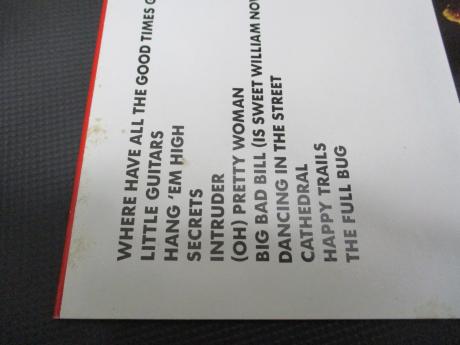 WHERE HAVE ALL THE GOOD TIMES
LITTLE GUITARS
HANG 'EM HIGH
SECRETS
INTRUDER
(OH) PRETTY WOMAN
BIG BAD BILL (IS SWEET WILLIAM NOW
DANCING IN THE STREET
CATHEDRAL
HAPPY TRAILS
THE FULL BUG